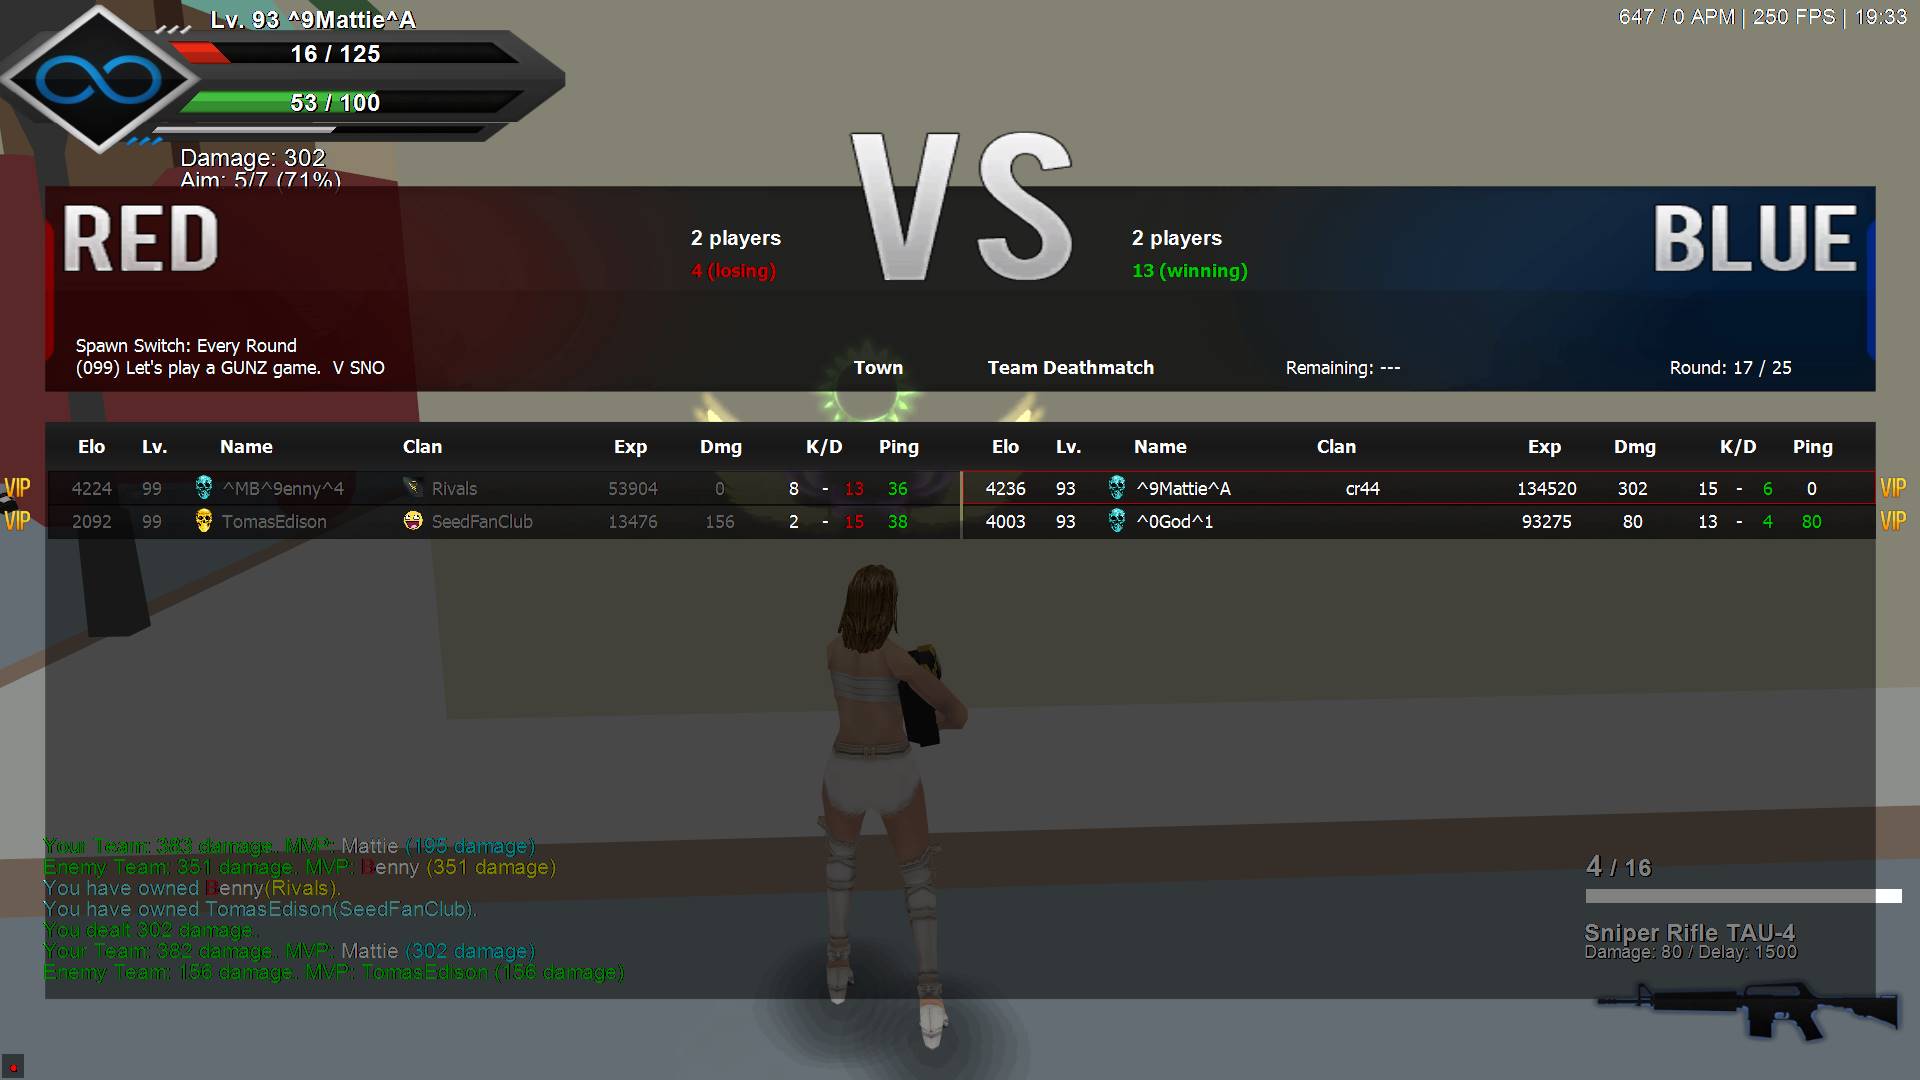 Lv. 93 ^9Mattie^A
647 / 0 APM | 250 FPS | 19:33
16 / 125
53 / 100
Damage: 302
Aim: 5/7 (71%)
VS
RED
BLUE
2 players
2 players
4 (losing)
13 (winning)
Spawn Switch: Every Round
(099) Let's play a GUNZ game.  V SNO
Town
Team Deathmatch
Remaining: ---
Round: 17 / 25
Elo Lv. Name Clan Exp Dmg K/D Ping Elo Lv. Name Clan Exp Dmg K/D Ping
VIP 4224 99 ^MB^9enny^4 Rivals 53904 0 8 - 13 36 4236 93 ^9Mattie^A cr44 134520 302 15 - 6 0 VIP
VIP 2092 99 TomasEdison SeedFanClub 13476 156 2 - 15 38 4003 93 ^0God^1 93275 80 13 - 4 80 VIP
Your Team: 383 damage. MVP: Mattie (195 damage)
Enemy Team: 351 damage. MVP: Benny (351 damage)
You have owned Benny(Rivals).
You have owned TomasEdison(SeedFanClub).
You dealt 302 damage.
Your Team: 382 damage. MVP: Mattie (302 damage)
Enemy Team: 156 damage. MVP: TomasEdison (156 damage)
4 / 16
Sniper Rifle TAU-4
Damage: 80 / Delay: 1500